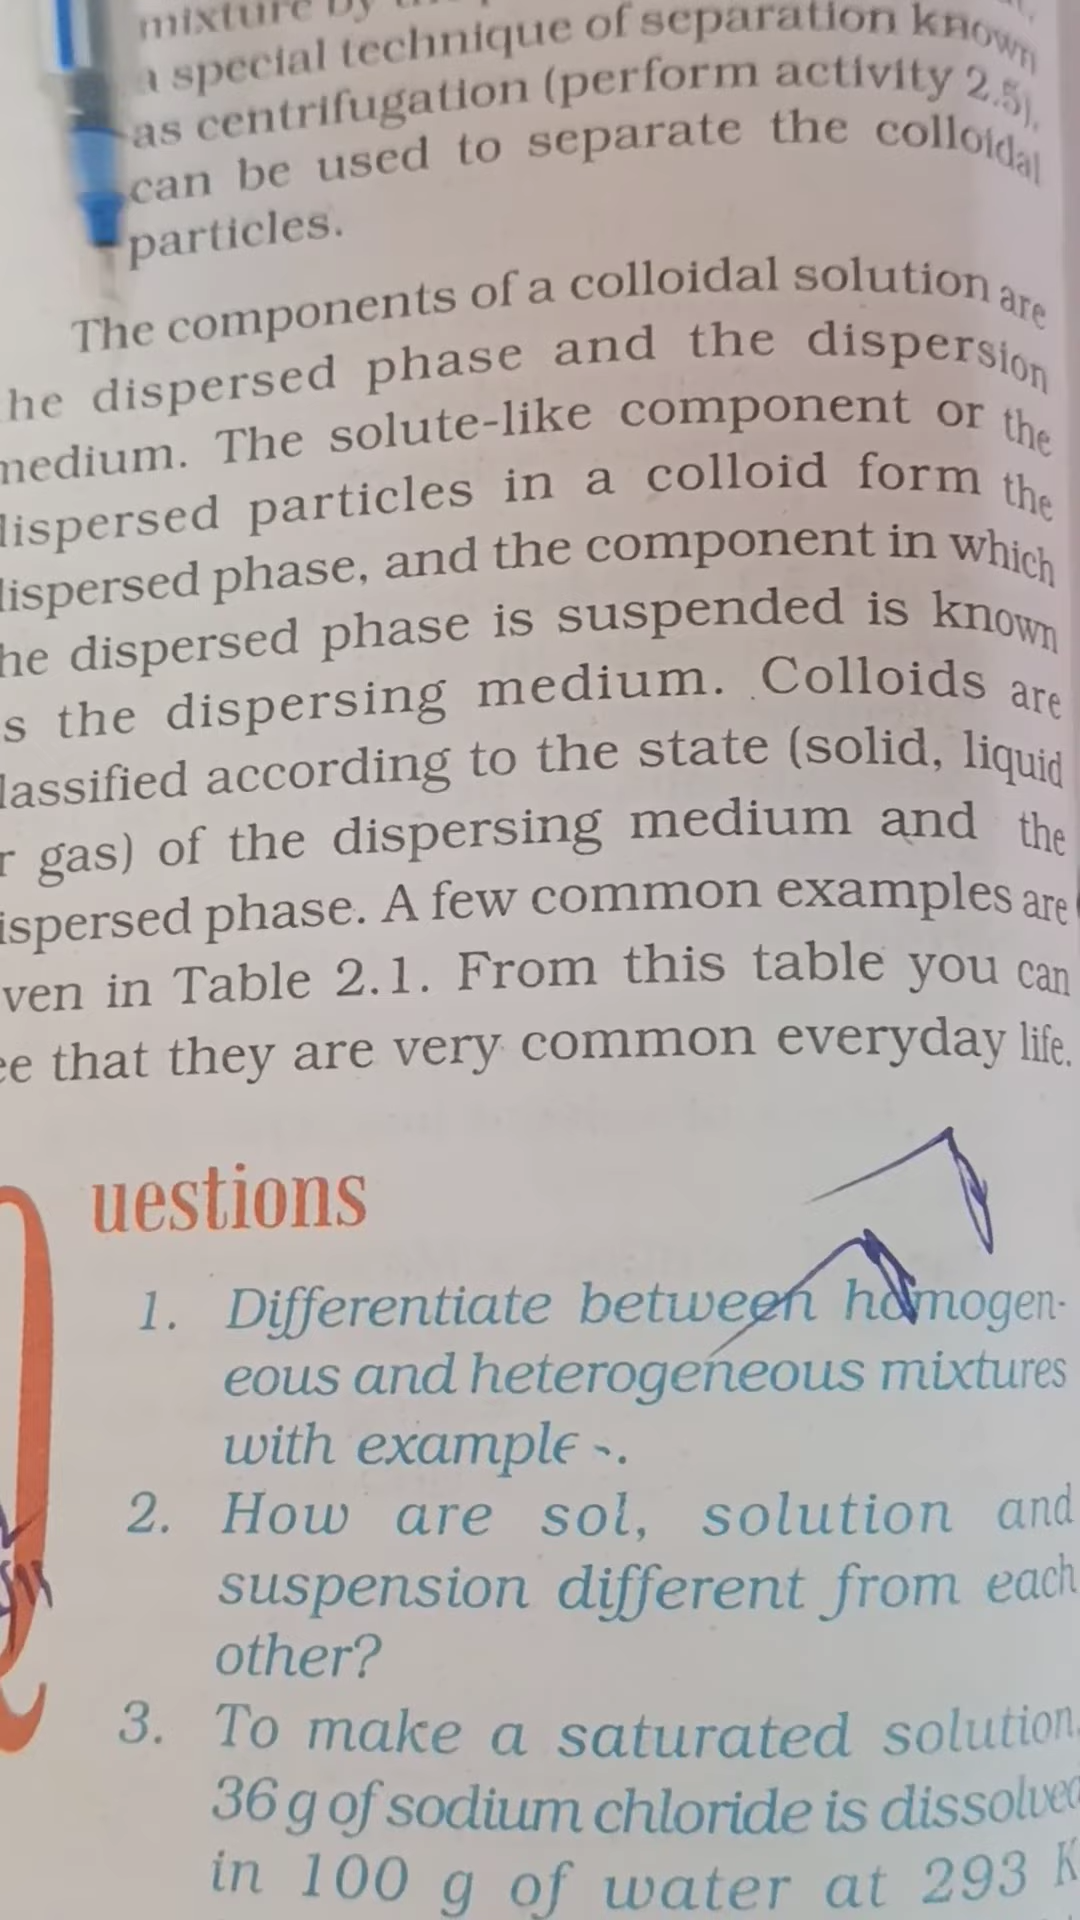 mixture by
a special technique of separation known
as centrifugation (perform activity 2.5),
can be used to separate the colloidal
particles.
The components of a colloidal solution are
he dispersed phase and the dispersion
medium. The solute-like component or the
dispersed particles in a colloid form the
dispersed phase, and the component in which
he dispersed phase is suspended is known
s the dispersing medium. Colloids are
lassified according to the state (solid, liquid
r gas) of the dispersing medium and the
ispersed phase. A few common examples are
ven in Table 2.1. From this table you can
ee that they are very common everyday life.
Questions
1. Differentiate between homogen-
eous and heterogeneous mixtures
with example .
2. How are sol, solution and
suspension different from each
other?
3. To make a saturated solution,
36 g of sodium chloride is dissolved
in 100 g of water at 293 K